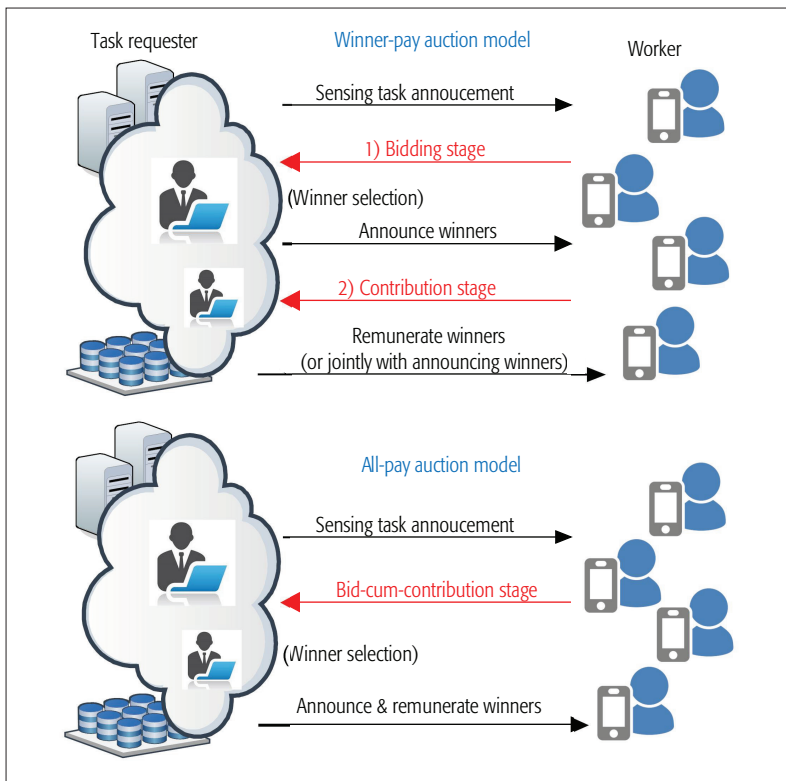 Task requester
Winner-pay auction model
Worker
Sensing task annoucement
1) Bidding stage
(Winner selection)
Announce winners
2) Contribution stage
Remunerate winners
(or jointly with announcing winners)
All-pay auction model
Sensing task annoucement
Bid-cum-contribution stage
(Winner selection)
Announce & remunerate winners